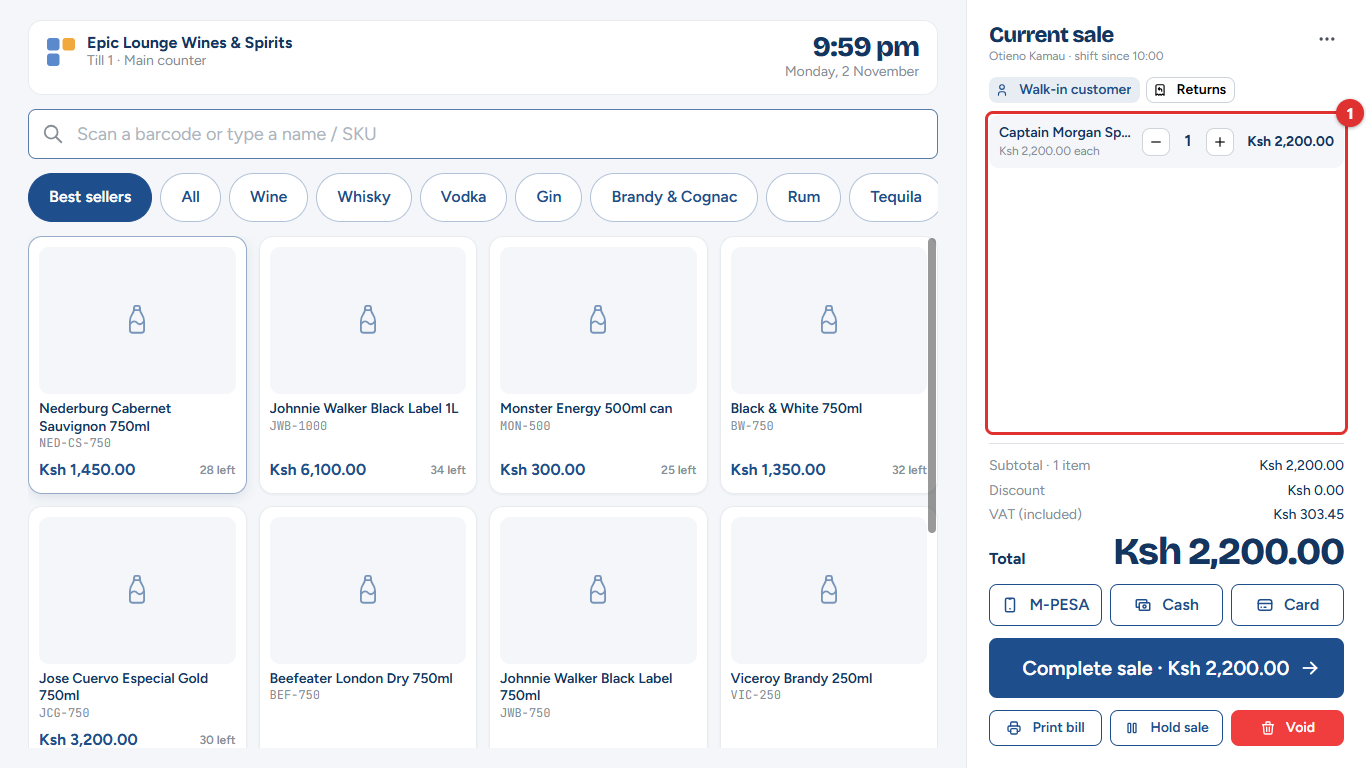 Epic Lounge Wines & Spirits
Till 1 · Main counter
9:59 pm
Monday, 2 November
Scan a barcode or type a name / SKU
Best sellers
All
Wine
Whisky
Vodka
Gin
Brandy & Cognac
Rum
Tequila
Nederburg Cabernet
Sauvignon 750ml
NED-CS-750
Ksh 1,450.00
28 left
Johnnie Walker Black Label 1L
JWB-1000
Ksh 6,100.00
34 left
Monster Energy 500ml can
MON-500
Ksh 300.00
25 left
Black & White 750ml
BW-750
Ksh 1,350.00
32 left
Jose Cuervo Especial Gold
750ml
JCG-750
Ksh 3,200.00
30 left
Beefeater London Dry 750ml
BEF-750
Johnnie Walker Black Label
750ml
JWB-750
Viceroy Brandy 250ml
VIC-250
Current sale
Otieno Kamau · shift since 10:00
Walk-in customer
Returns
1
Captain Morgan Sp...
Ksh 2,200.00 each
1
Ksh 2,200.00
Subtotal · 1 item
Ksh 2,200.00
Discount
Ksh 0.00
VAT (included)
Ksh 303.45
Total
Ksh 2,200.00
M-PESA
Cash
Card
Complete sale · Ksh 2,200.00
Print bill
Hold sale
Void